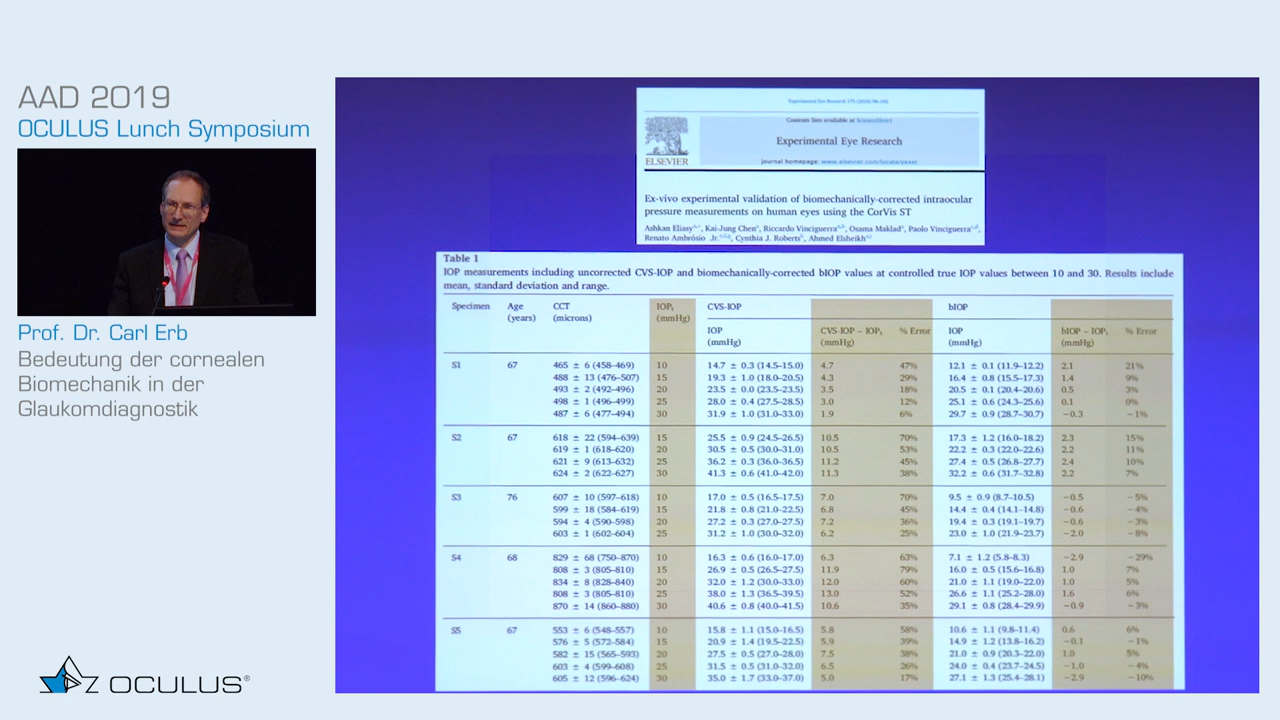 AAD 2019
OCULUS Lunch Symposium
Prof. Dr. Carl Erb
Bedeutung der cornealen
Biomechanik in der
Glaukomdiagnostik
OCULUS®
Experimental Eye Research 175 (2018) 98–102
Contents lists available at ScienceDirect
Experimental Eye Research
journal homepage: www.elsevier.com/locate/yexer
ELSEVIER
Ex-vivo experimental validation of biomechanically-corrected intraocular
pressure measurements on human eyes using the CorVis ST
Ashkan Eliasy, Kai-Jung Chen, Riccardo Vinciguerra, Osama Maklad, Paolo Vinciguerra,
Renato Ambrósio Jr., Cynthia J. Roberts, Ahmed Elsheikh
Table 1
IOP measurements including uncorrected CVS-IOP and biomechanically-corrected bIOP values at controlled true IOP values between 10 and 30. Results include
mean, standard deviation and range.
Specimen Age (years) CCT (microns) IOPt (mmHg) CVS-IOP bIOP
IOP (mmHg) CVS-IOP – IOPt (mmHg) % Error IOP (mmHg) bIOP – IOPt (mmHg) % Error
S1 67 465 ± 6 (458–469) 10 14.7 ± 0.3 (14.5–15.0) 4.7 47% 12.1 ± 0.1 (11.9–12.2) 2.1 21%
488 ± 13 (476–507) 15 19.3 ± 1.0 (18.0–20.5) 4.3 29% 16.4 ± 0.8 (15.5–17.3) 1.4 9%
493 ± 2 (492–496) 20 23.5 ± 0.0 (23.5–23.5) 3.5 18% 20.5 ± 0.1 (20.4–20.6) 0.5 3%
498 ± 1 (496–499) 25 28.0 ± 0.4 (27.5–28.5) 3.0 12% 25.1 ± 0.6 (24.3–25.6) 0.1 0%
487 ± 6 (477–494) 30 31.9 ± 1.0 (31.0–33.0) 1.9 6% 29.7 ± 0.9 (28.7–30.7) −0.3 −1%
S2 67 618 ± 22 (594–639) 15 25.5 ± 0.9 (24.5–26.5) 10.5 70% 17.3 ± 1.2 (16.0–18.2) 2.3 15%
619 ± 1 (618–620) 20 30.5 ± 0.5 (30.0–31.0) 10.5 53% 22.2 ± 0.3 (22.0–22.6) 2.2 11%
621 ± 9 (613–632) 25 36.2 ± 0.3 (36.0–36.5) 11.2 45% 27.4 ± 0.5 (26.8–27.7) 2.4 10%
624 ± 2 (622–627) 30 41.3 ± 0.6 (41.0–42.0) 11.3 38% 32.2 ± 0.6 (31.7–32.8) 2.2 7%
S3 76 607 ± 10 (597–618) 10 17.0 ± 0.5 (16.5–17.5) 7.0 70% 9.5 ± 0.9 (8.7–10.5) −0.5 −5%
599 ± 18 (584–619) 15 21.8 ± 0.8 (21.0–22.5) 6.8 45% 14.4 ± 0.4 (14.1–14.8) −0.6 −4%
594 ± 4 (590–598) 20 27.2 ± 0.3 (27.0–27.5) 7.2 36% 19.4 ± 0.3 (19.1–19.7) −0.6 −3%
603 ± 1 (602–604) 25 31.2 ± 1.0 (30.0–32.0) 6.2 25% 23.0 ± 1.0 (21.9–23.7) −2.0 −8%
S4 68 829 ± 68 (750–870) 10 16.3 ± 0.6 (16.0–17.0) 6.3 63% 7.1 ± 1.2 (5.8–8.3) −2.9 −29%
808 ± 3 (805–810) 15 26.9 ± 0.5 (26.5–27.5) 11.9 79% 16.0 ± 0.5 (15.6–16.8) 1.0 7%
834 ± 8 (828–840) 20 32.0 ± 1.2 (30.0–33.0) 12.0 60% 21.0 ± 1.1 (19.0–22.0) 1.0 5%
808 ± 3 (805–810) 25 38.0 ± 1.3 (36.5–39.5) 13.0 52% 26.6 ± 1.1 (25.2–28.0) 1.6 6%
870 ± 14 (860–880) 30 40.6 ± 0.8 (40.0–41.5) 10.6 35% 29.1 ± 0.8 (28.4–29.9) −0.9 −3%
S5 67 553 ± 6 (548–557) 10 15.8 ± 1.1 (15.0–16.5) 5.8 58% 10.6 ± 1.1 (9.8–11.4) 0.6 6%
576 ± 5 (572–584) 15 20.9 ± 1.4 (19.5–22.5) 5.9 39% 14.9 ± 1.2 (13.8–16.2) −0.1 −1%
582 ± 15 (565–593) 20 27.5 ± 0.5 (27.0–28.0) 7.5 38% 21.0 ± 0.9 (20.3–22.0) 1.0 5%
603 ± 4 (599–608) 25 31.5 ± 0.5 (31.0–32.0) 6.5 26% 24.0 ± 0.4 (23.7–24.5) −1.0 −4%
605 ± 12 (596–624) 30 35.0 ± 1.7 (33.0–37.0) 5.0 17% 27.1 ± 1.3 (25.4–28.1) −2.9 −10%